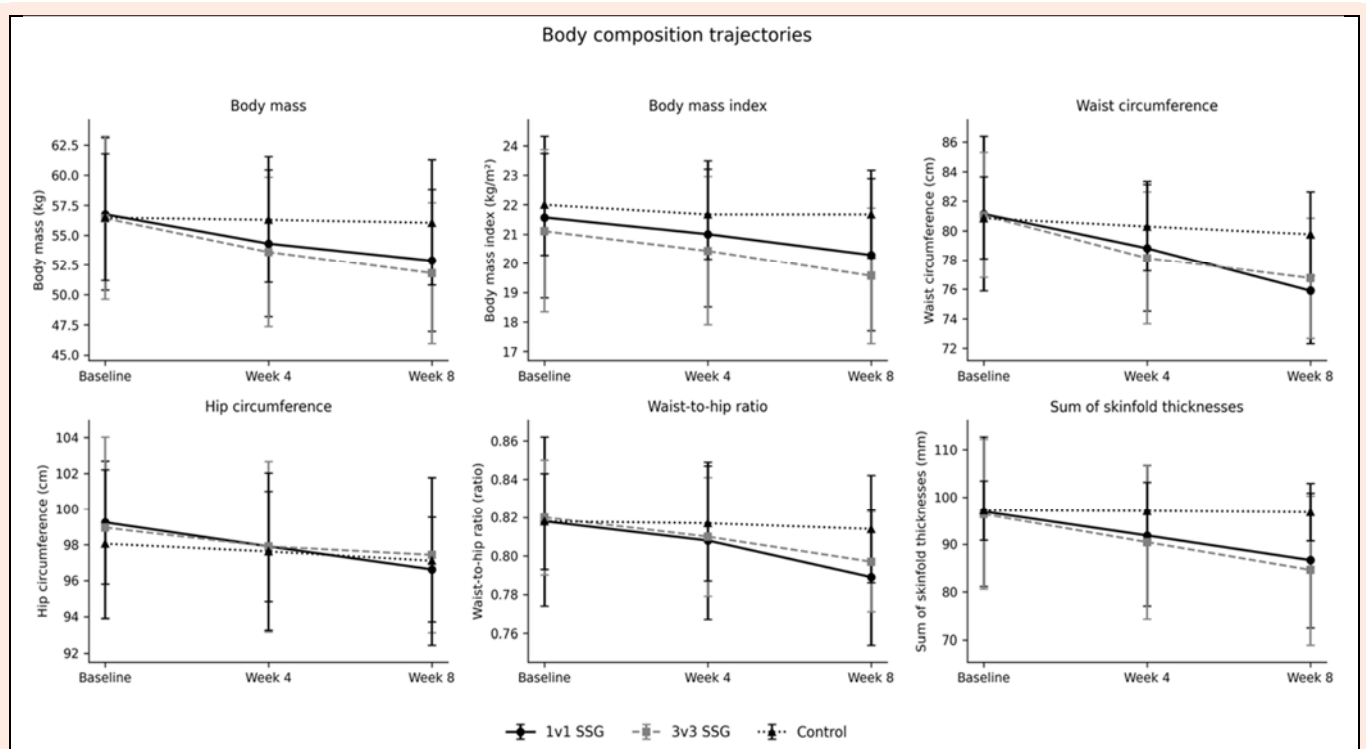 Body composition trajectories
Body mass
Body mass (kg)
62.5
60.0
57.5
55.0
52.5
50.0
47.5
45.0
Baseline Week 4 Week 8
Body mass index
Body mass index (kg/m²)
24
23
22
21
20
19
18
17
Baseline Week 4 Week 8
Waist circumference
Waist circumference (cm)
86
84
82
80
78
76
74
72
Baseline Week 4 Week 8
Hip circumference
Hip circumference (cm)
104
102
100
98
96
94
92
Baseline Week 4 Week 8
Waist-to-hip ratio
Waist-to-hip ratio (ratio)
0.86
0.84
0.82
0.80
0.78
0.76
Baseline Week 4 Week 8
Sum of skinfold thicknesses
Sum of skinfold thicknesses (mm)
110
100
90
80
70
Baseline Week 4 Week 8
1v1 SSG 3v3 SSG Control